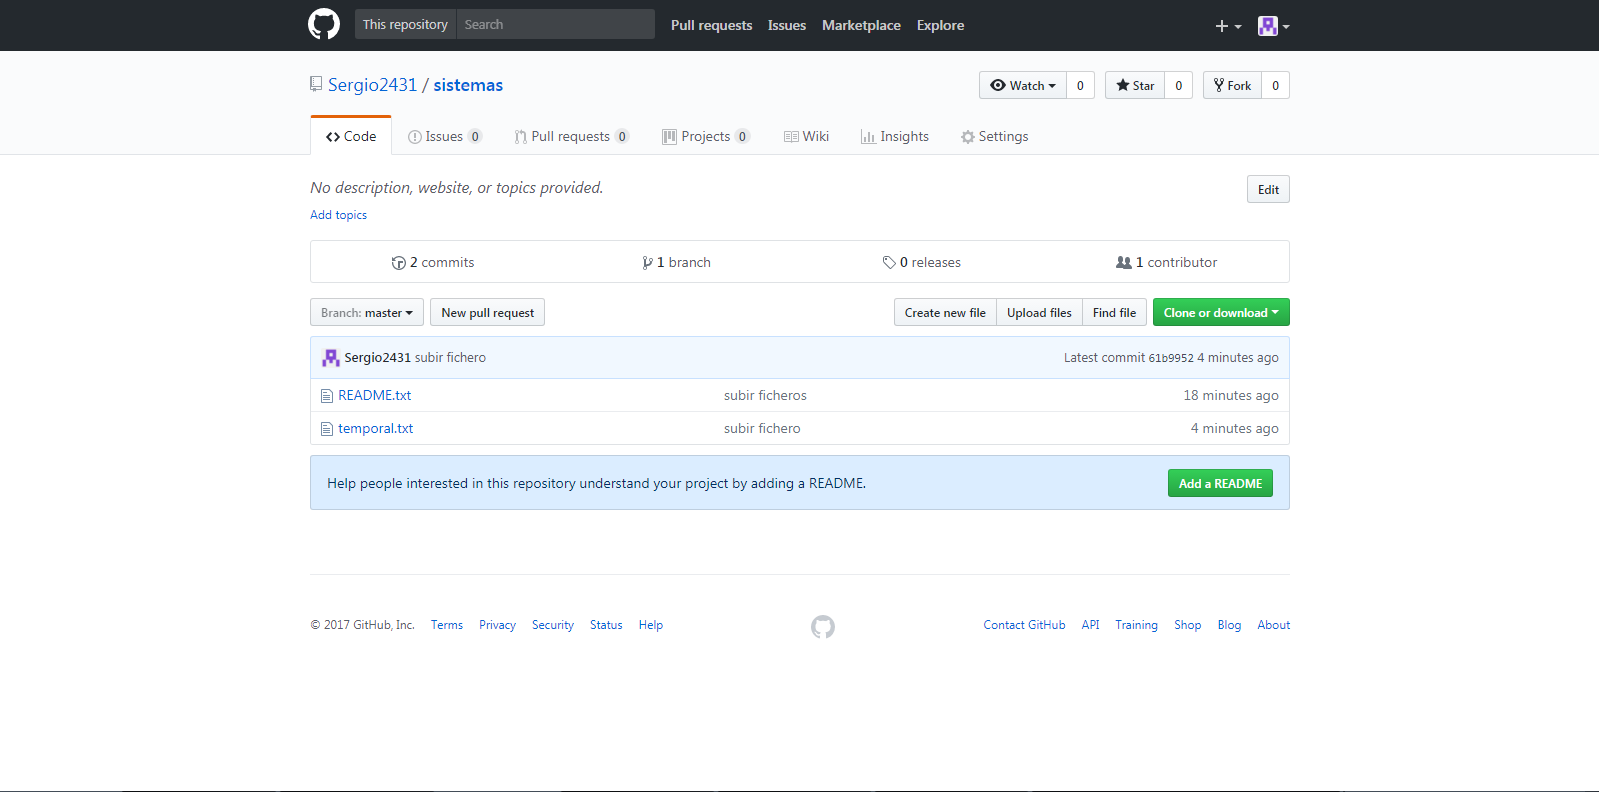 This repository Search Pull requests Issues Marketplace Explore
Sergio2431 / sistemas
Watch 0 Star 0 Fork 0
Code Issues 0 Pull requests 0 Projects 0 Wiki Insights Settings
No description, website, or topics provided. Edit
Add topics
2 commits 1 branch 0 releases 1 contributor
Branch: master New pull request Create new file Upload files Find file Clone or download
Sergio2431 subir fichero Latest commit 61b9952 4 minutes ago
README.txt subir ficheros 18 minutes ago
temporal.txt subir fichero 4 minutes ago
Help people interested in this repository understand your project by adding a README. Add a README
© 2017 GitHub, Inc. Terms Privacy Security Status Help Contact GitHub API Training Shop Blog About